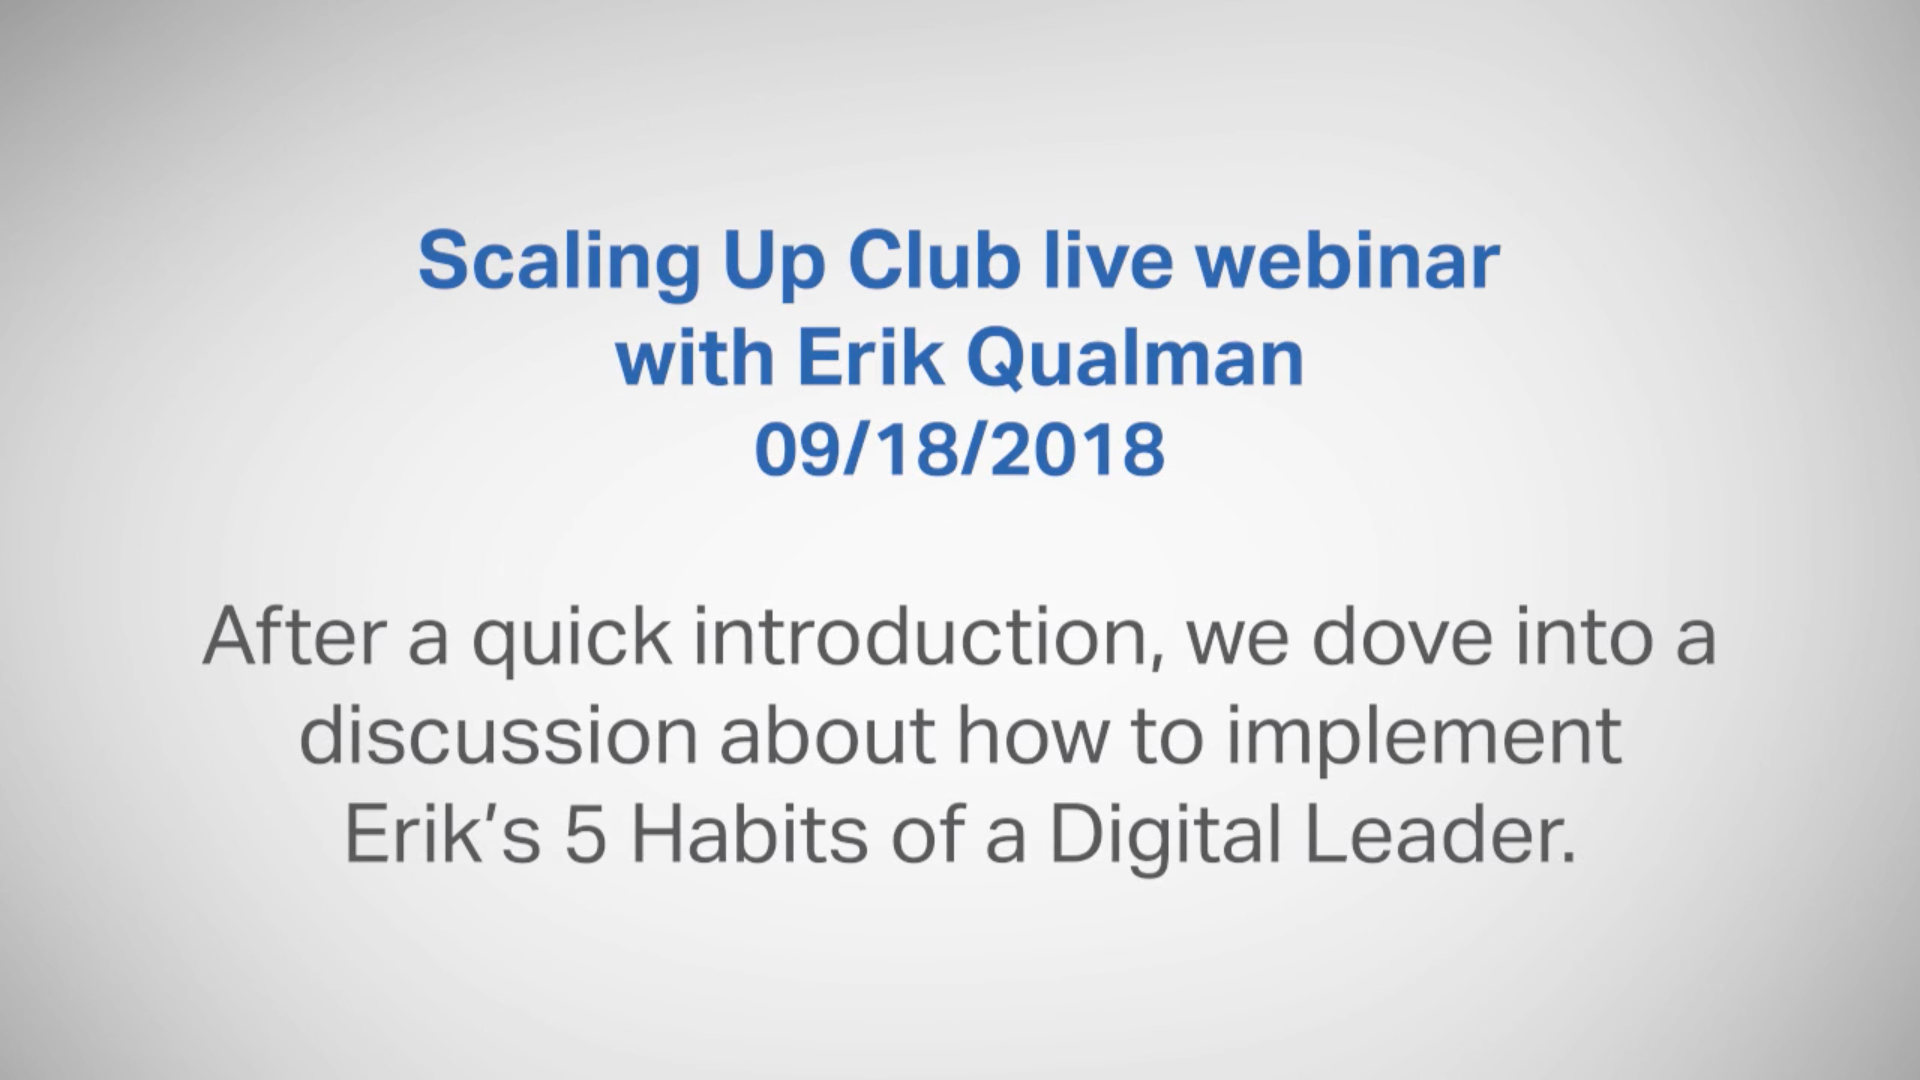 Scaling Up Club live webinar
with Erik Qualman
09/18/2018
After a quick introduction, we dove into a
discussion about how to implement
Erik’s 5 Habits of a Digital Leader.